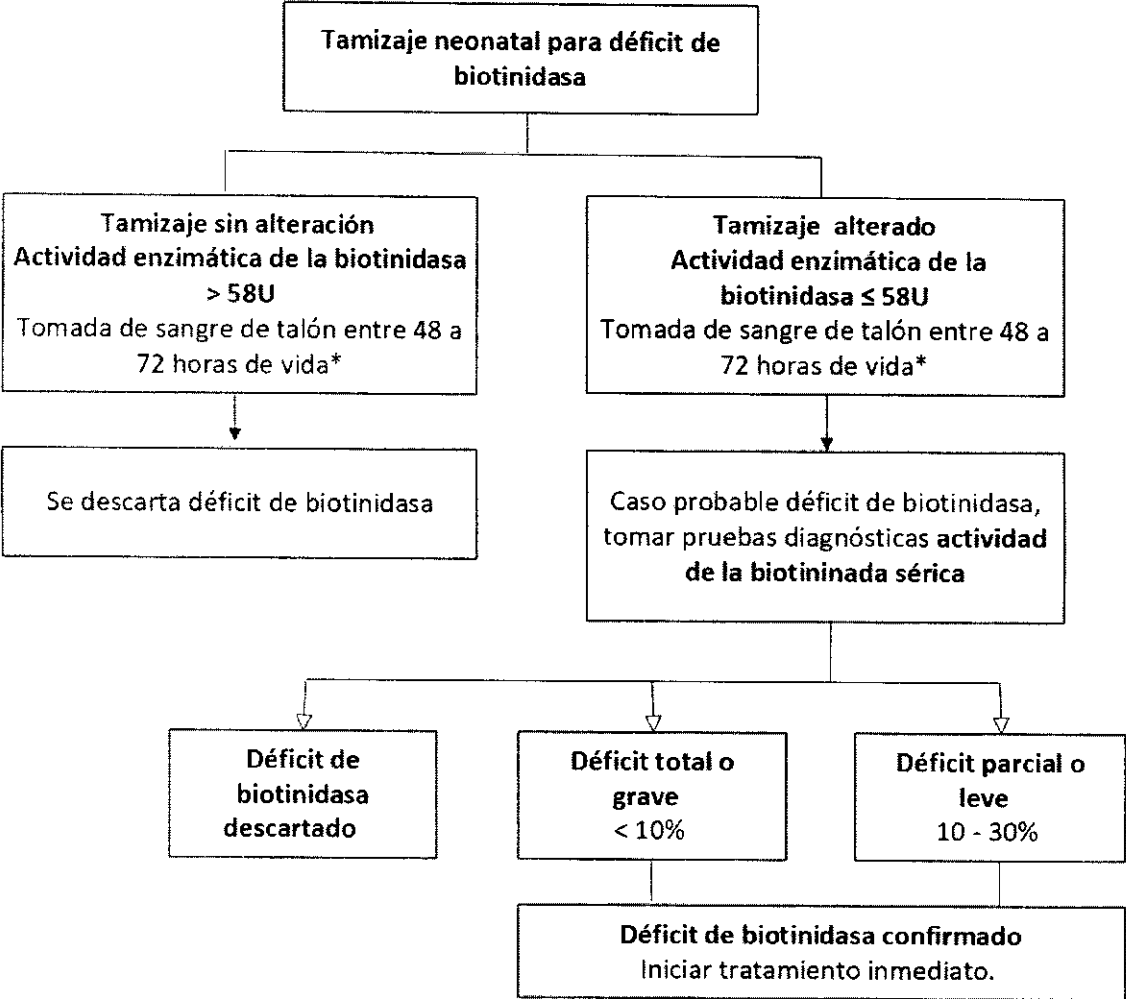 Tamizaje neonatal para déficit de
biotinidasa
Tamizaje sin alteración
Actividad enzimática de la biotinidasa
> 58U
Tomada de sangre de talón entre 48 a
72 horas de vida*
Tamizaje alterado
Actividad enzimática de la
biotinidasa ≤ 58U
Tomada de sangre de talón entre 48 a
72 horas de vida*
Se descarta déficit de biotinidasa
Caso probable déficit de biotinidasa,
tomar pruebas diagnósticas actividad
de la biotininada sérica
Déficit de
biotinidasa
descartado
Déficit total o
grave
< 10%
Déficit parcial o
leve
10 - 30%
Déficit de biotinidasa confirmado
Iniciar tratamiento inmediato.